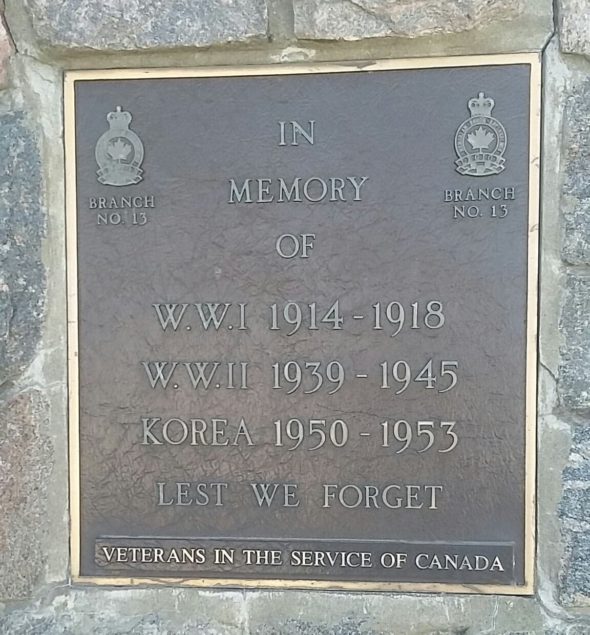 IN
MEMORY
OF
BRANCH
NO. 13
BRANCH
NO. 13
W.W.I 1914-1918
W.W.II 1939-1945
KOREA 1950-1953
LEST WE FORGET
VETERANS IN THE SERVICE OF CANADA